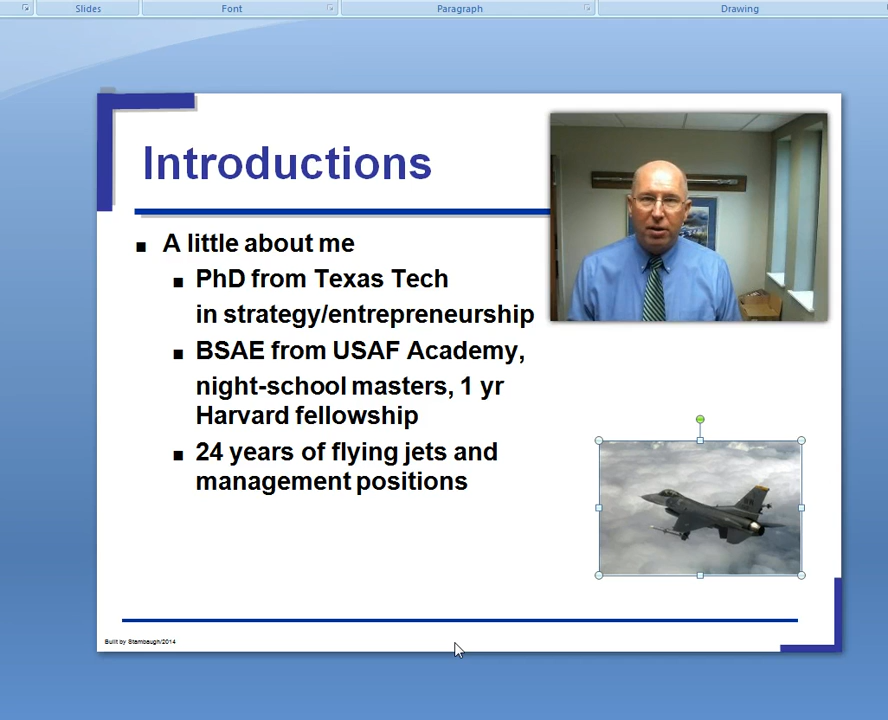 Slides Font Paragraph Drawing
Introductions
A little about me
PhD from Texas Tech
in strategy/entrepreneurship
BSAE from USAF Academy,
night-school masters, 1 yr
Harvard fellowship
24 years of flying jets and
management positions
Built by Stambaugh/2014